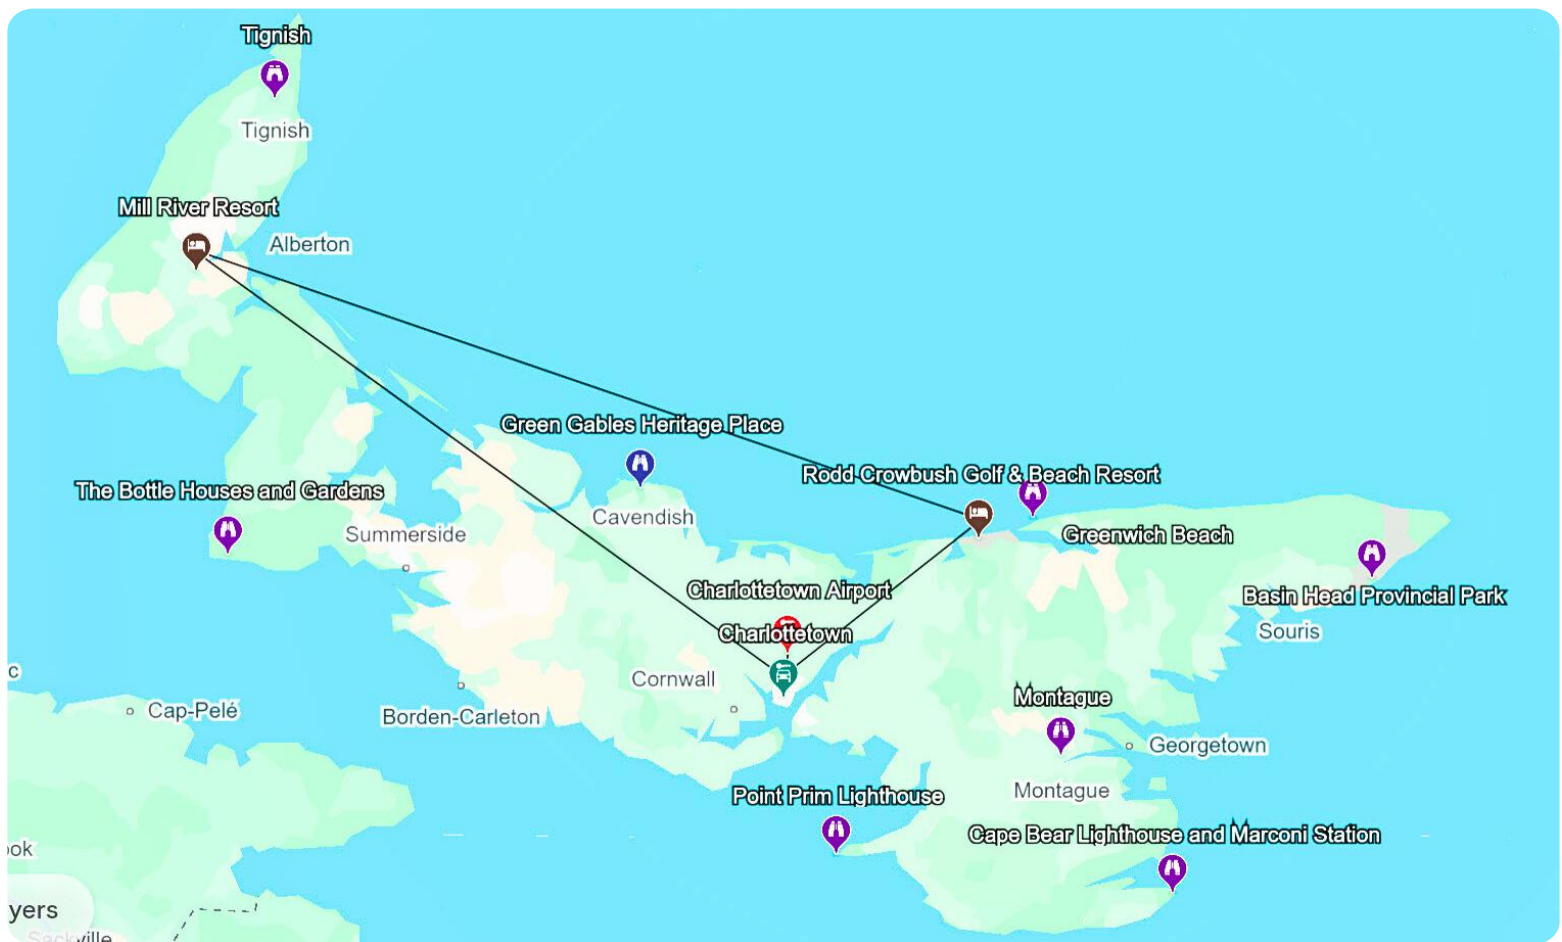 Tignish
Tignish
Mill River Resort
Alberton
Green Gables Heritage Place
Rodd Crowbush Golf & Beach Resort
The Bottle Houses and Gardens
Cavendish
Summerside
Greenwich Beach
Charlottetown Airport
Basin Head Provincial Park
Charlottetown
Souris
c
Cornwall
Montague
Cap-Pelé
Borden-Carleton
Georgetown
Montague
Point Prim Lighthouse
Cape Bear Lighthouse and Marconi Station
ook
yers
Sackville